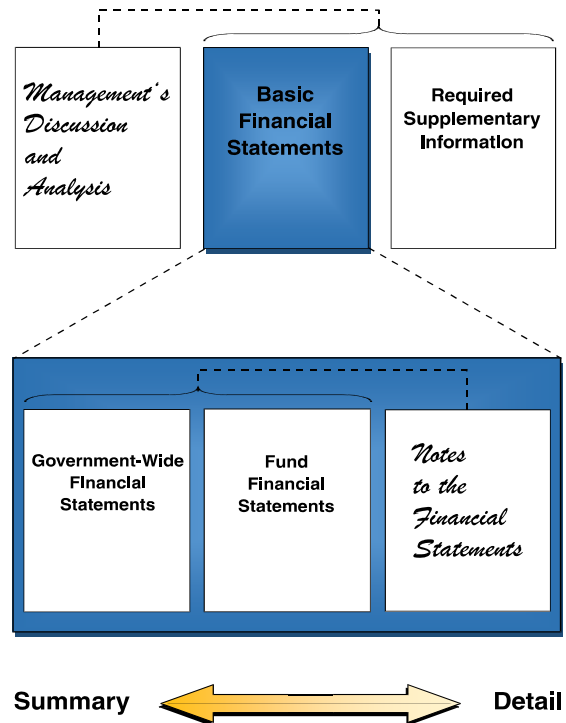 Management's
Discussion
and
Analysis
Basic
Financial
Statements
Required
Supplementary
Information
Government-Wide
FInancIal
Statements
Fund
Financial
Statements
Notes
to the
Financial
Statements
Summary
Detail